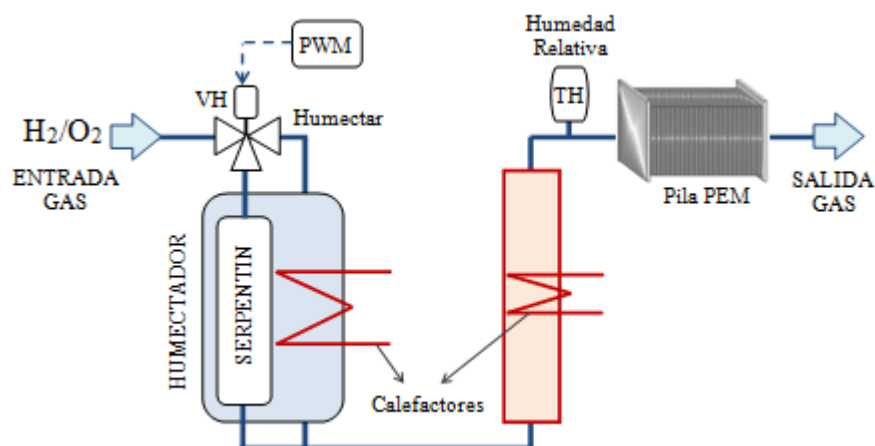 PWM
VH
Humectar
H2/O2
ENTRADA
GAS
HUMECTADOR
SERPENTIN
Calefactores
Humedad
Relativa
TH
Pila PEM
SALIDA
GAS